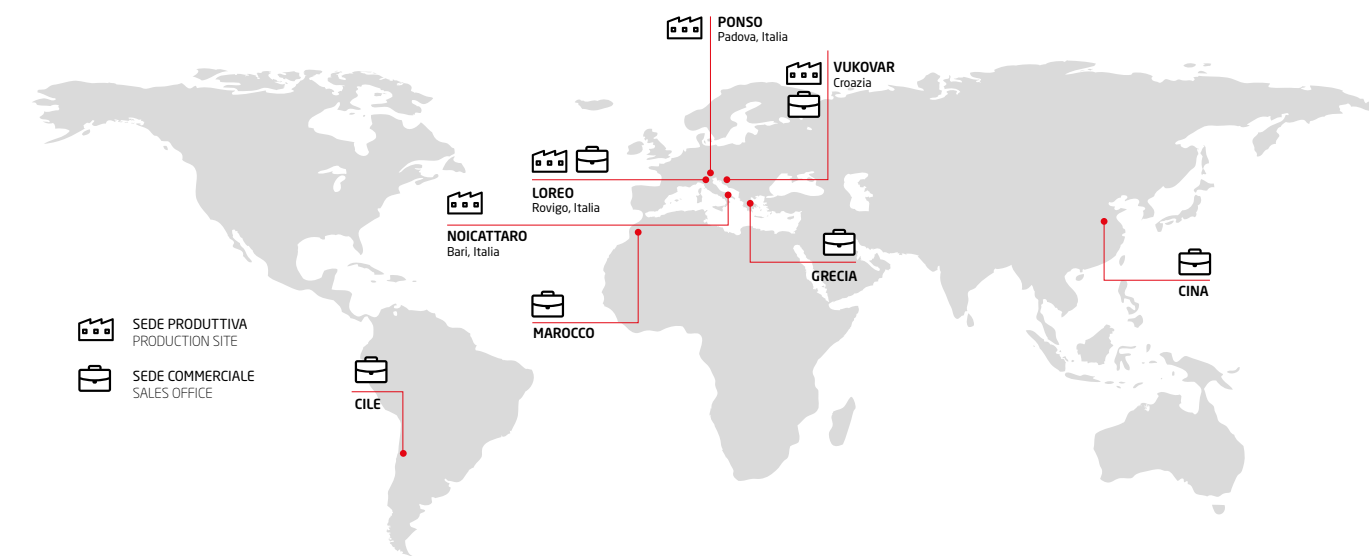 PONSO
Padova, Italia
VUKOVAR
Croazia
LOREO
Rovigo, Italia
NOICATTARO
Bari, Italia
GRECIA
CINA
MAROCCO
SEDE PRODUTTIVA
PRODUCTION SITE
SEDE COMMERCIALE
SALES OFFICE
CILE